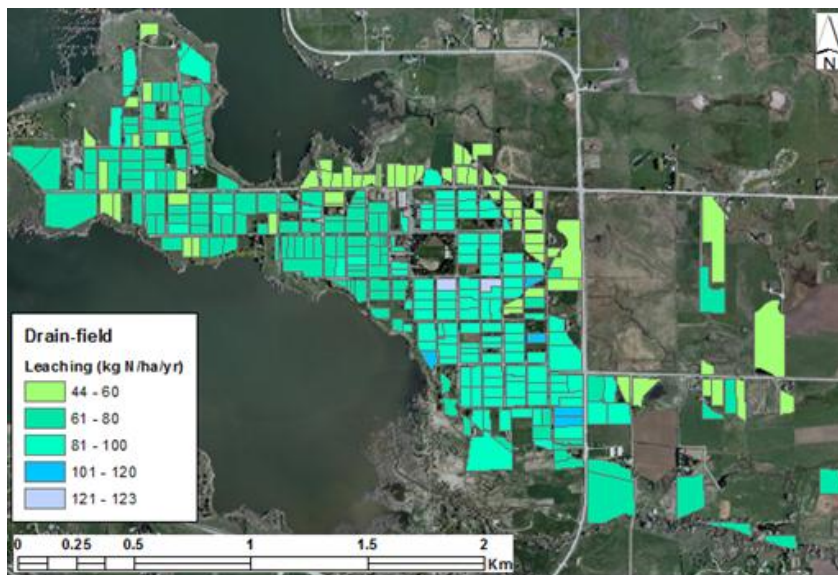 N
Drain-field
Leaching (kg N/ha/yr)
44 - 60
61 - 80
81 - 100
101 - 120
121 - 123
0 0.25 0.5 1 1.5 2
Km